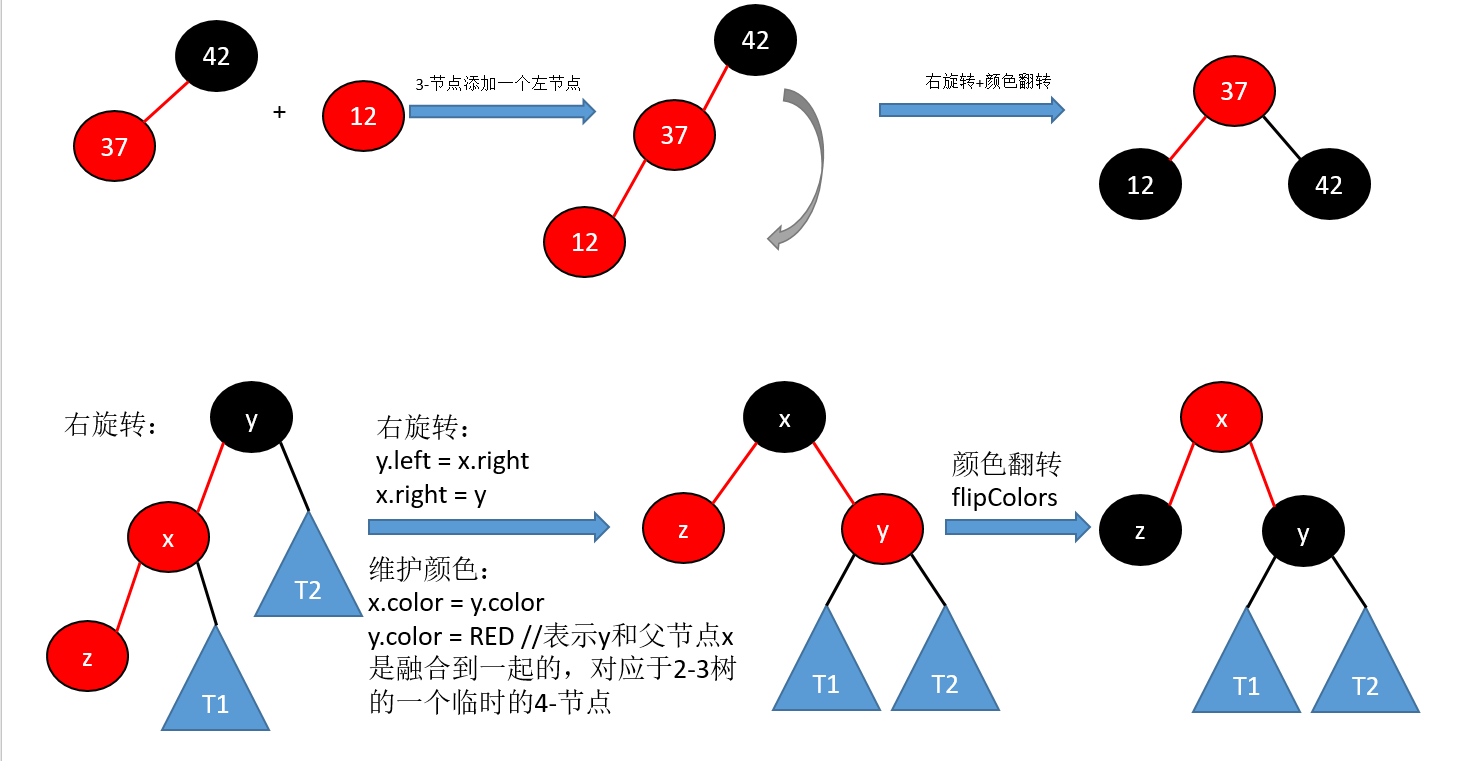 42
37
+
12
3-节点添加一个左节点
42
37
12
右旋转+颜色翻转
37
12
42
右旋转：
y
x
z
T1
T2
右旋转：
y.left = x.right
x.right = y
维护颜色：
x.color = y.color
y.color = RED //表示y和父节点x
是融合到一起的，对应于2-3树
的一个临时的4-节点
x
z
y
T1
T2
颜色翻转
flipColors
x
z
y
T1
T2